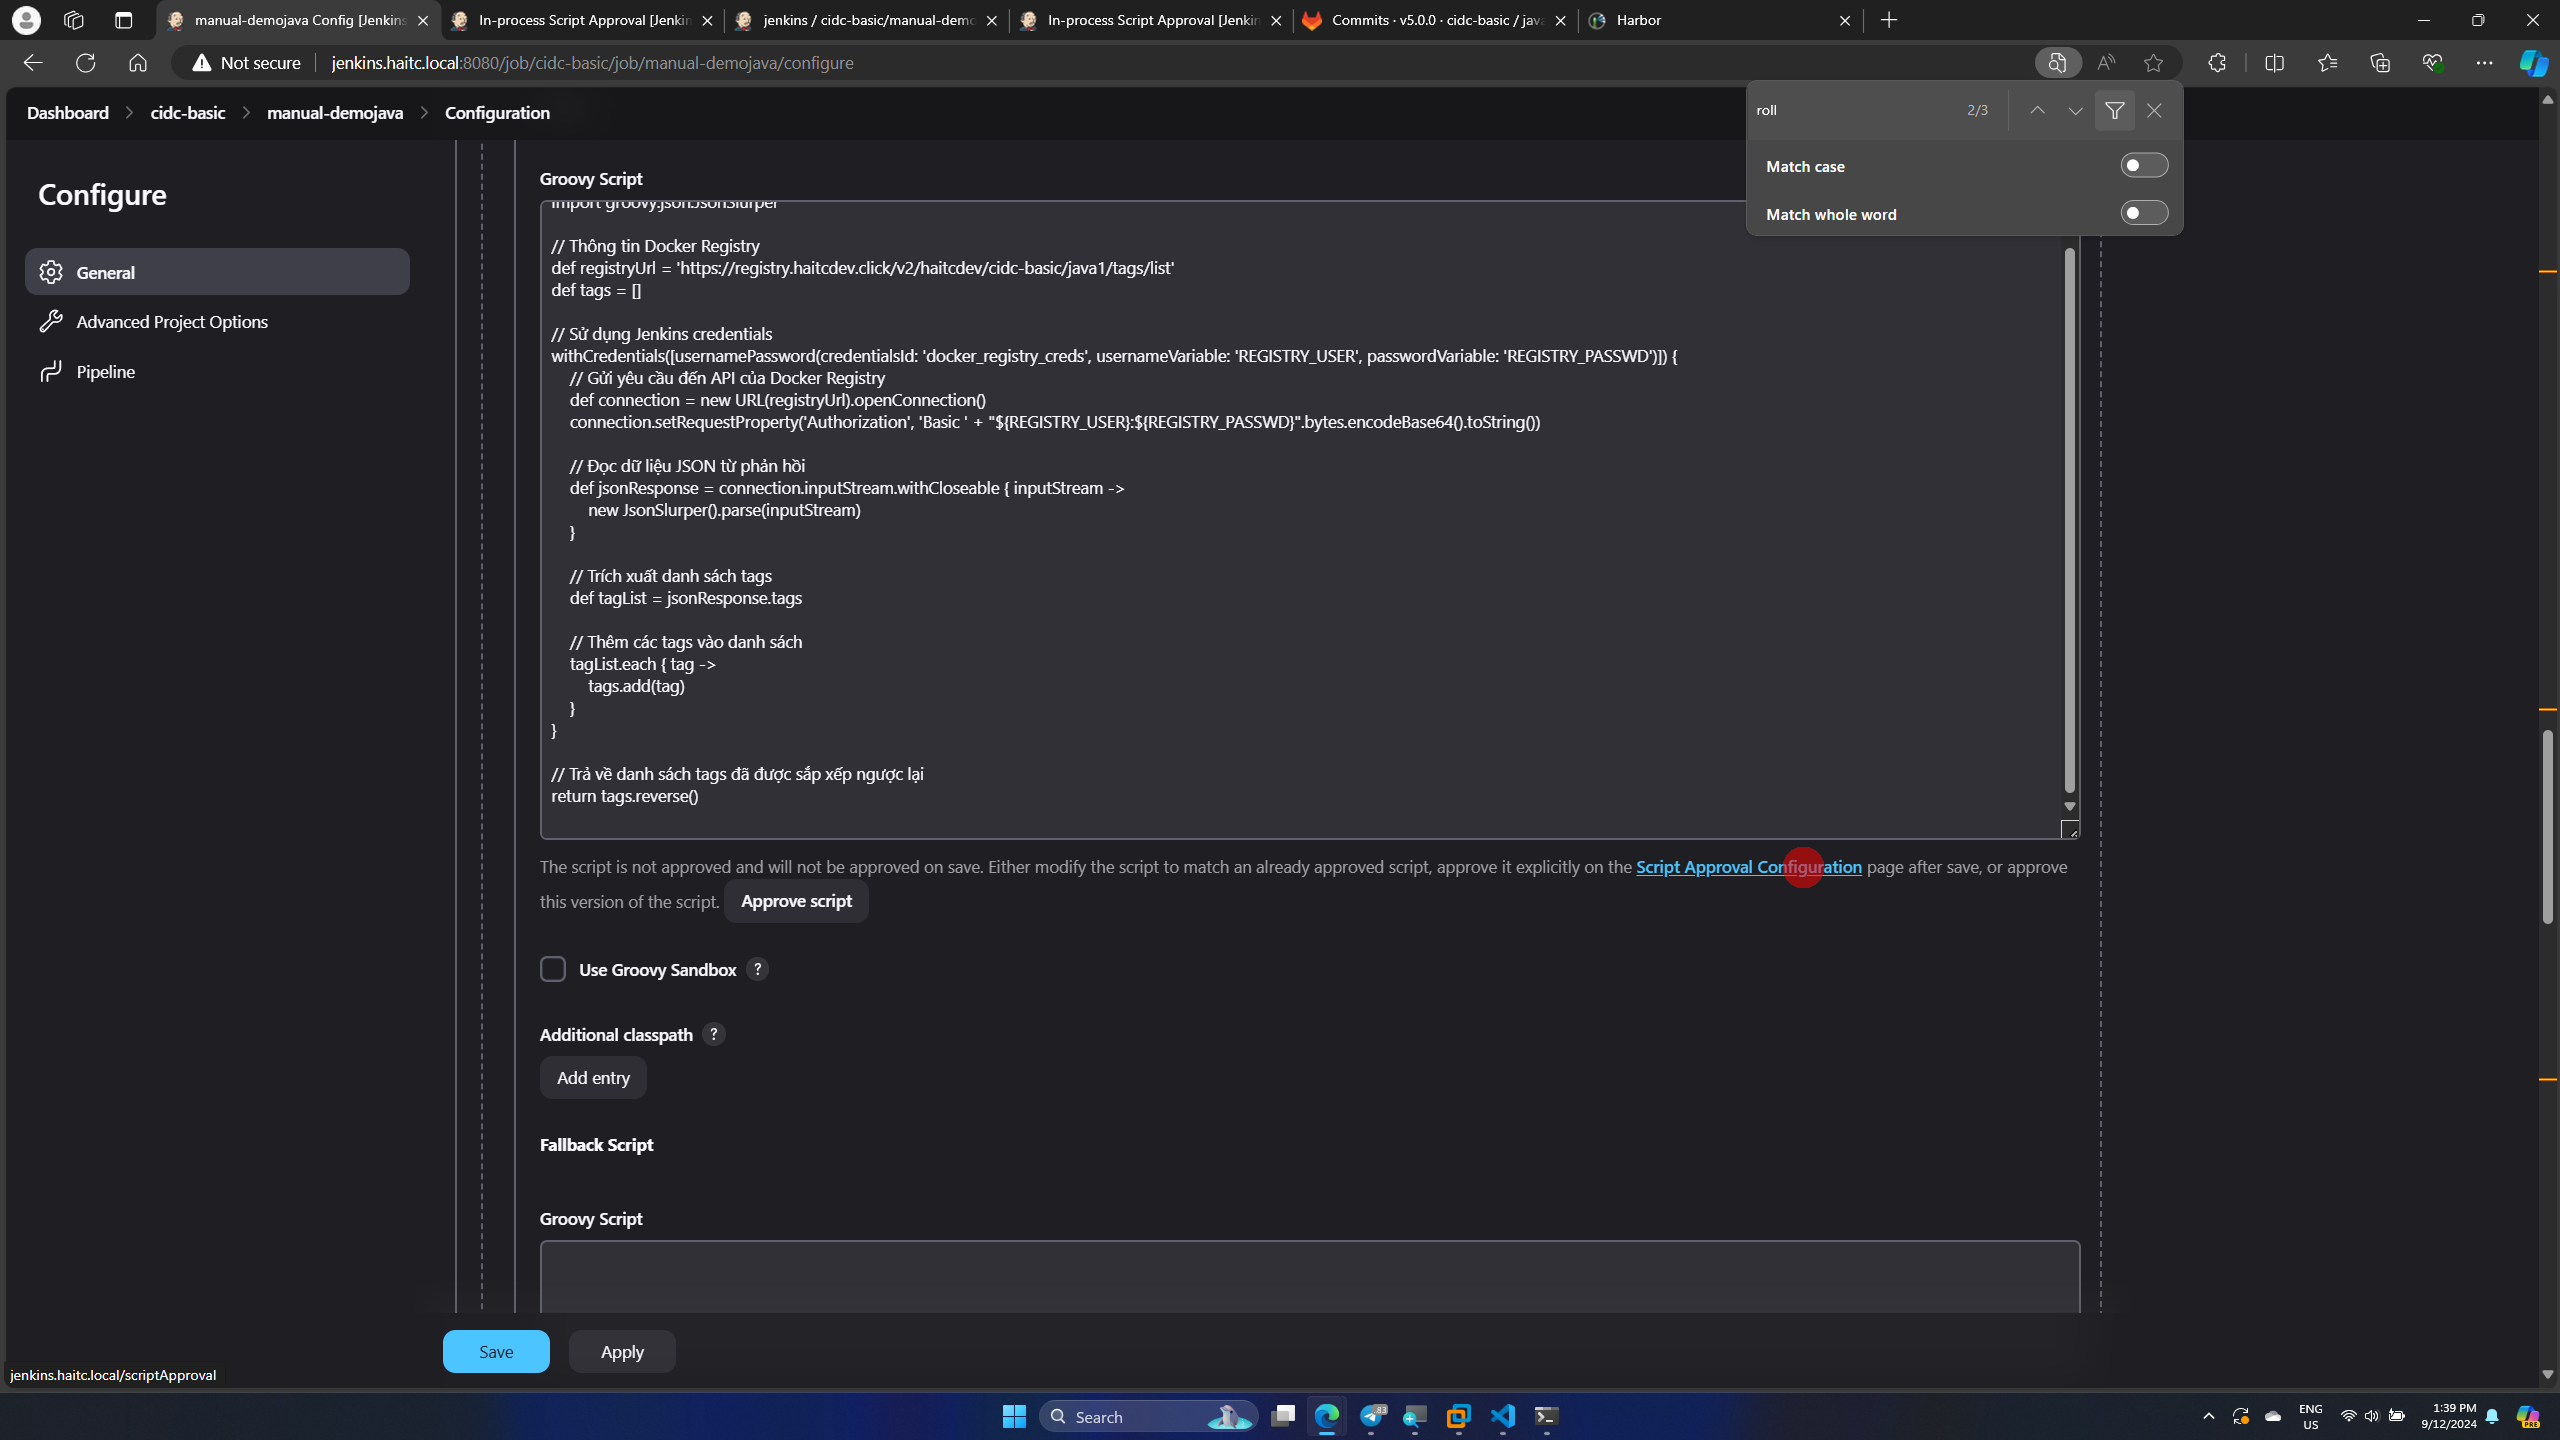 manual-demojava Config [Jenkins
In-process Script Approval [Jenkin
jenkins / cidc-basic/manual-demo
In-process Script Approval [Jenkin
Commits · v5.0.0 · cidc-basic / java
Harbor
Not secure
jenkins.haitc.local:8080/job/cidc-basic/job/manual-demojava/configure
roll
2/3
Match case
Match whole word
Dashboard
cidc-basic
manual-demojava
Configuration
Configure
General
Advanced Project Options
Pipeline
Groovy Script
import groovy.json.JsonSlurper
// Thông tin Docker Registry
def registryUrl = 'https://registry.haitcdev.click/v2/haitcdev/cidc-basic/java1/tags/list'
def tags = []
// Sử dụng Jenkins credentials
withCredentials([usernamePassword(credentialsId: 'docker_registry_creds', usernameVariable: 'REGISTRY_USER', passwordVariable: 'REGISTRY_PASSWD')]) {
// Gửi yêu cầu đến API của Docker Registry
def connection = new URL(registryUrl).openConnection()
connection.setRequestProperty('Authorization', 'Basic ' + "${REGISTRY_USER}:${REGISTRY_PASSWD}".bytes.encodeBase64().toString())
// Đọc dữ liệu JSON từ phản hồi
def jsonResponse = connection.inputStream.withCloseable { inputStream ->
new JsonSlurper().parse(inputStream)
}
// Trích xuất danh sách tags
def tagList = jsonResponse.tags
// Thêm các tags vào danh sách
tagList.each { tag ->
tags.add(tag)
}
}
// Trả về danh sách tags đã được sắp xếp ngược lại
return tags.reverse()
The script is not approved and will not be approved on save. Either modify the script to match an already approved script, approve it explicitly on the Script Approval Configuration page after save, or approve
this version of the script. Approve script
Use Groovy Sandbox ?
Additional classpath ?
Add entry
Fallback Script
Groovy Script
Save
Apply
jenkins.haitc.local/scriptApproval
Search
83
ENG
US
1:39 PM
9/12/2024
PRE